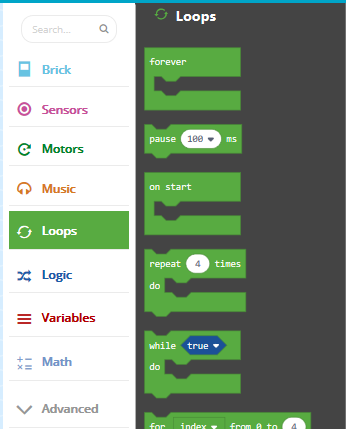 Search...
Brick
Sensors
Motors
Music
Loops
Logic
Variables
Math
Advanced
Loops
forever
pause 100 ms
on start
repeat 4 times
do
while true
do
for index from 0 to 4